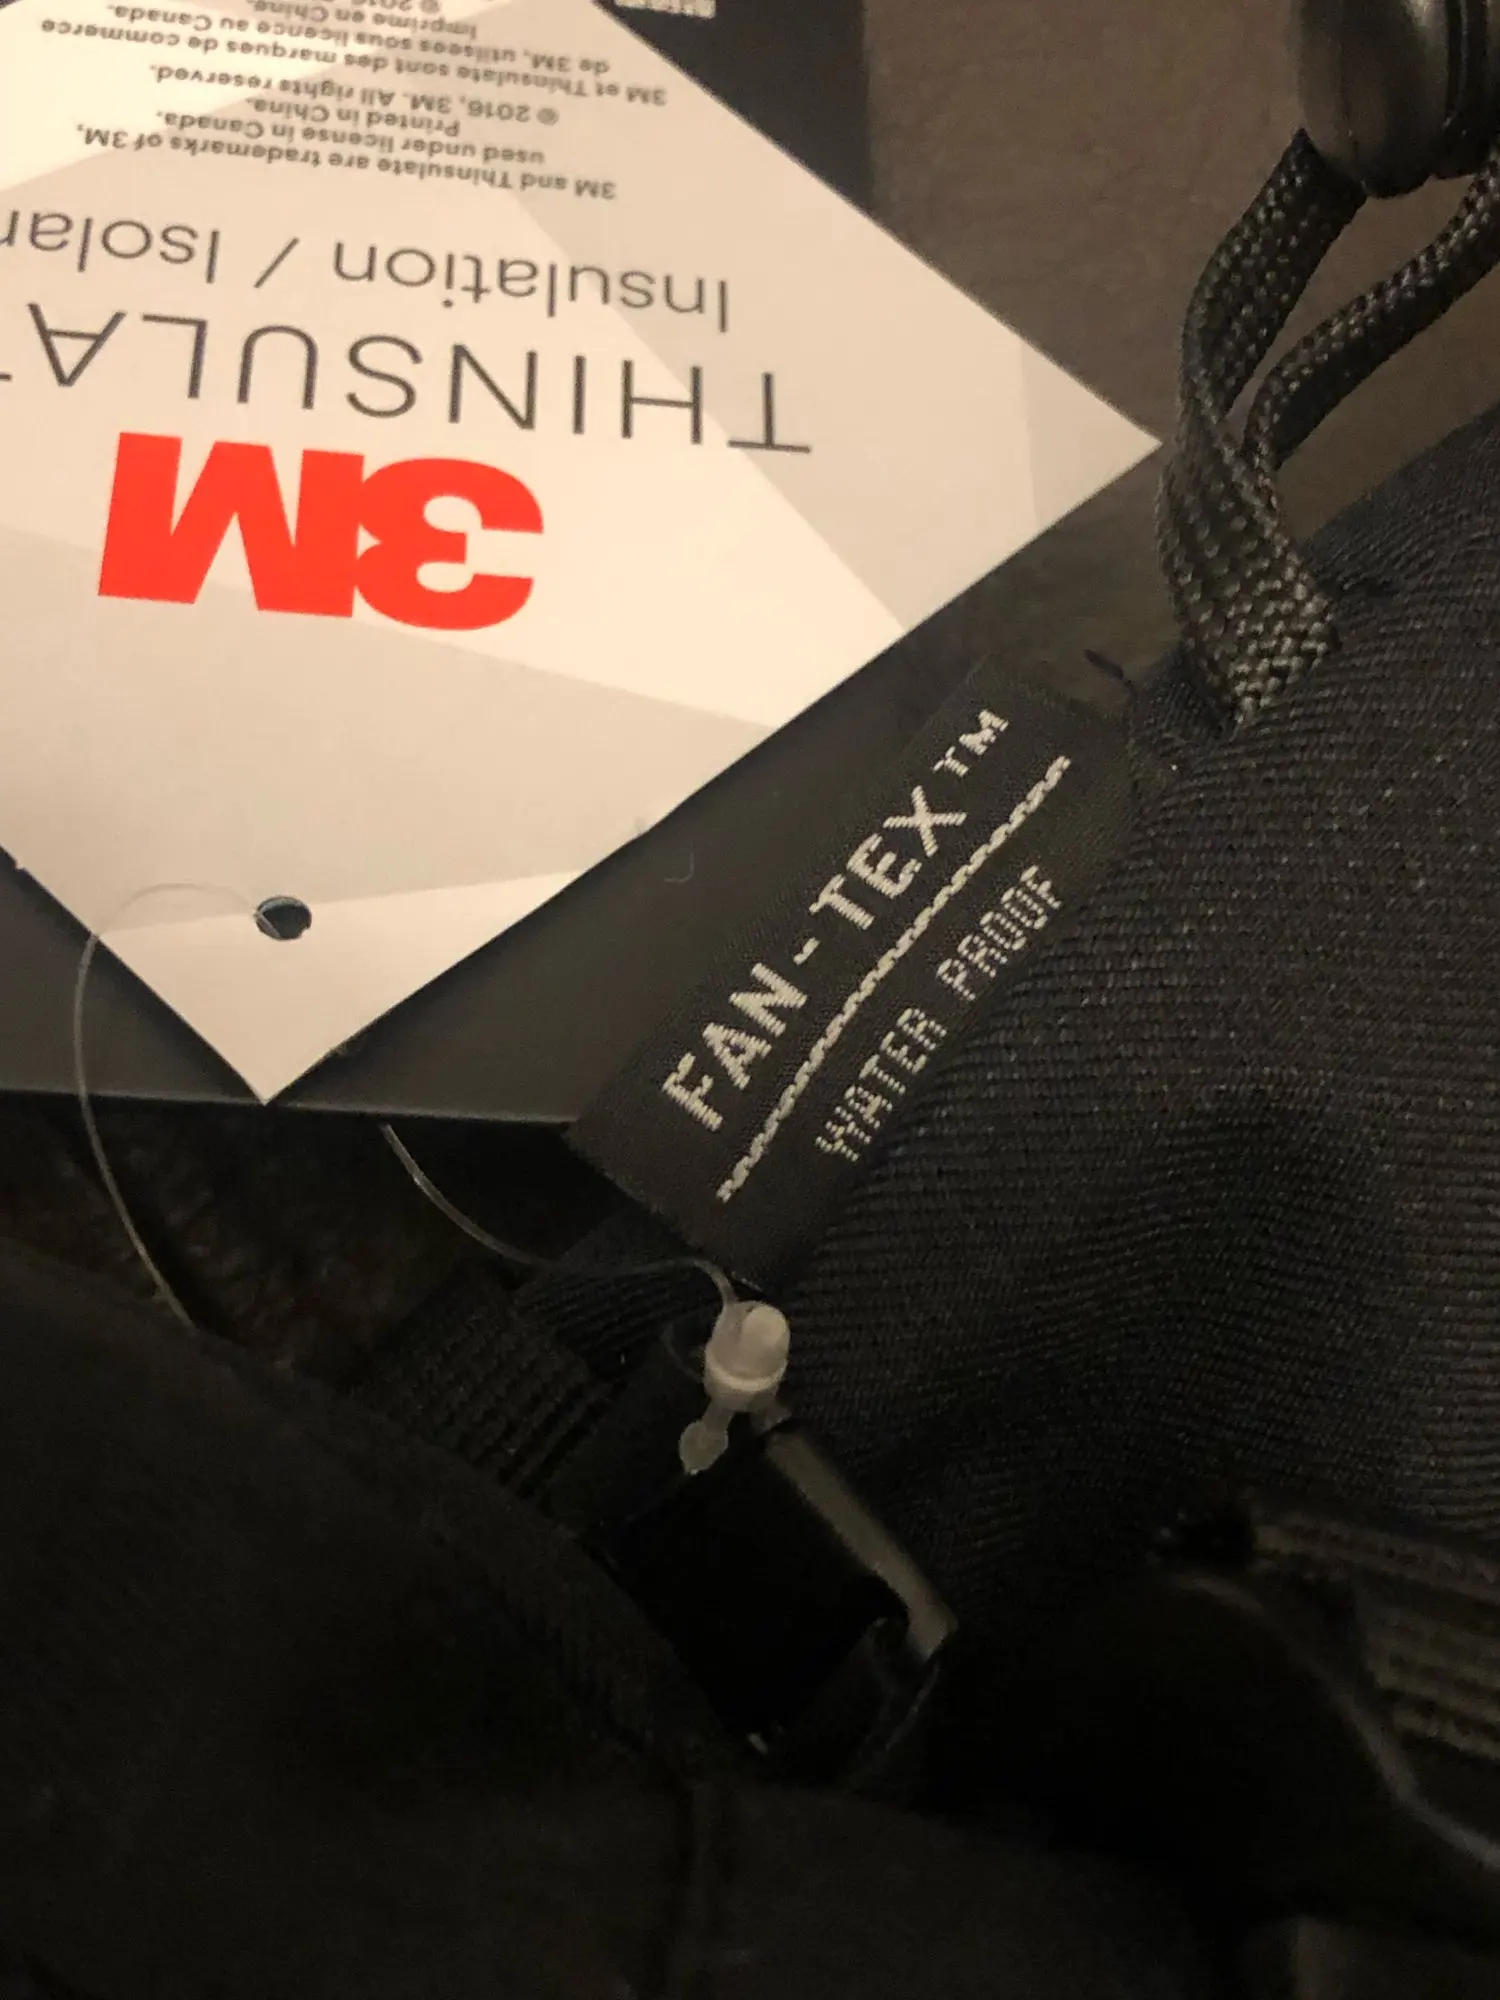 3M
THINSULA
Insulation / Isolan
3M and Thinsulate are trademarks of 3M,
used under license in Canada.
Printed in China.
© 2016, 3M. All rights reserved.
3M et Thinsulate sont des marques de commerce
de 3M, utilisées sous licence au Canada.
Imprimé en Chine.
FAN-TEX™
WATER PROOF